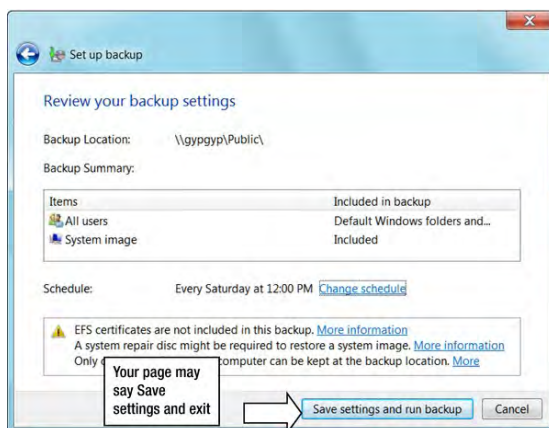 Set up backup
Review your backup settings
Backup Location: \\gypgyp\Public\
Backup Summary:
Items Included in backup
All users Default Windows folders and...
System image Included
Schedule: Every Saturday at 12:00 PM Change schedule
EFS certificates are not included in this backup. More information
A system repair disc might be required to restore a system image. More information
Only computer can be kept at the backup location. More
Your page may
say Save
settings and exit
Save settings and run backup Cancel